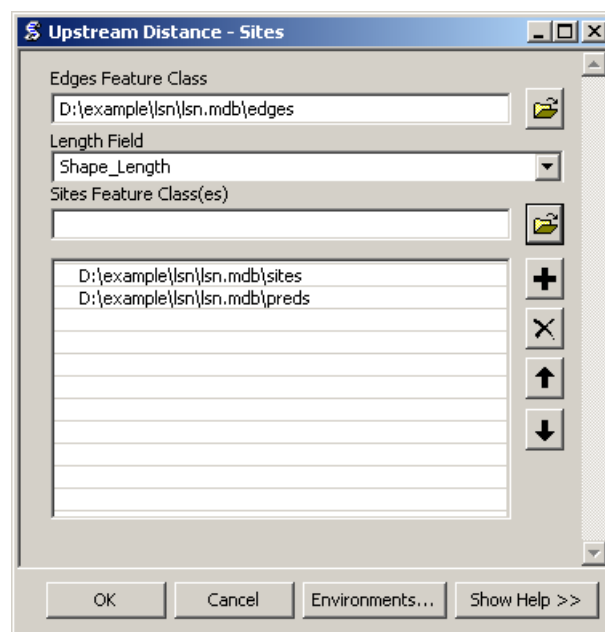 Upstream Distance - Sites
Edges Feature Class
D:\example\lsn\lsn.mdb\edges
Length Field
Shape_Length
Sites Feature Class(es)
D:\example\lsn\lsn.mdb\sites
D:\example\lsn\lsn.mdb\preds
OK
Cancel
Environments...
Show Help >>